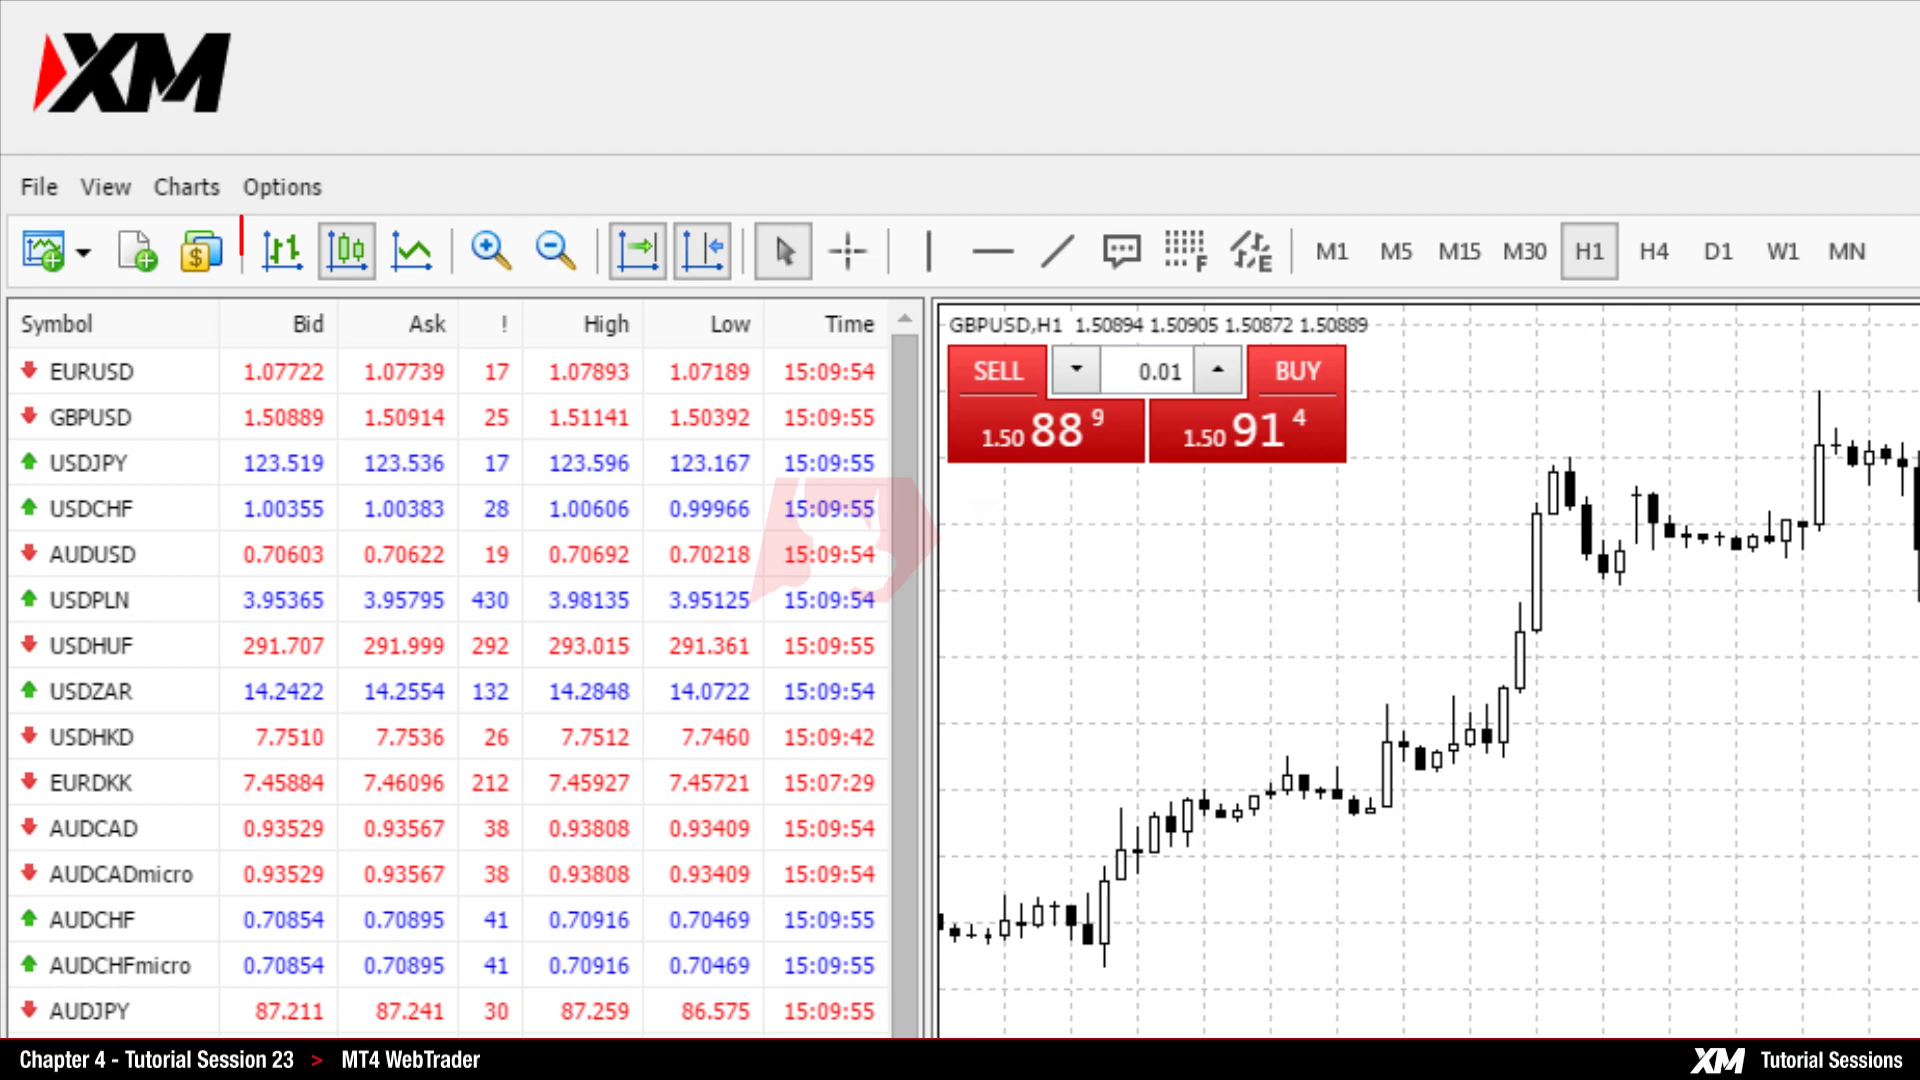 XM
File View Charts Options
M1 M5 M15 M30 H1 H4 D1 W1 MN
Symbol Bid Ask ! High Low Time
EURUSD 1.07722 1.07739 17 1.07893 1.07189 15:09:54
GBPUSD 1.50889 1.50914 25 1.51141 1.50392 15:09:55
USDJPY 123.519 123.536 17 123.596 123.167 15:09:55
USDCHF 1.00355 1.00383 28 1.00606 0.99966 15:09:55
AUDUSD 0.70603 0.70622 19 0.70692 0.70218 15:09:54
USDPLN 3.95365 3.95795 430 3.98135 3.95125 15:09:54
USDHUF 291.707 291.999 292 293.015 291.361 15:09:55
USDZAR 14.2422 14.2554 132 14.2848 14.0722 15:09:54
USDHKD 7.7510 7.7536 26 7.7512 7.7460 15:09:42
EURDKK 7.45884 7.46096 212 7.45927 7.45721 15:07:29
AUDCAD 0.93529 0.93567 38 0.93808 0.93409 15:09:54
AUDCADmicro 0.93529 0.93567 38 0.93808 0.93409 15:09:54
AUDCHF 0.70854 0.70895 41 0.70916 0.70469 15:09:55
AUDCHFmicro 0.70854 0.70895 41 0.70916 0.70469 15:09:55
AUDJPY 87.211 87.241 30 87.259 86.575 15:09:55
GBPUSD,H1 1.50894 1.50905 1.50872 1.50889
SELL 0.01 BUY
1.50 88 9 1.50 91 4
Chapter 4 - Tutorial Session 23 > MT4 WebTrader
XM Tutorial Sessions